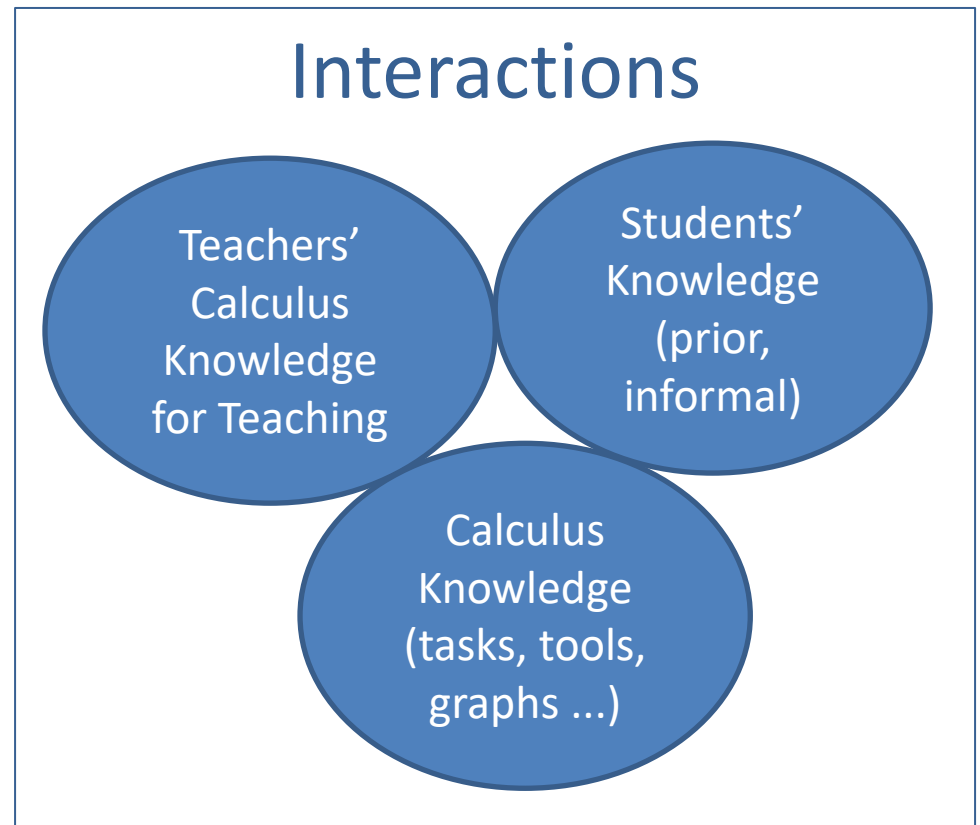 Interactions
Teachers’
Calculus
Knowledge
for Teaching
Students’
Knowledge
(prior,
informal)
Calculus
Knowledge
(tasks, tools,
graphs ...)